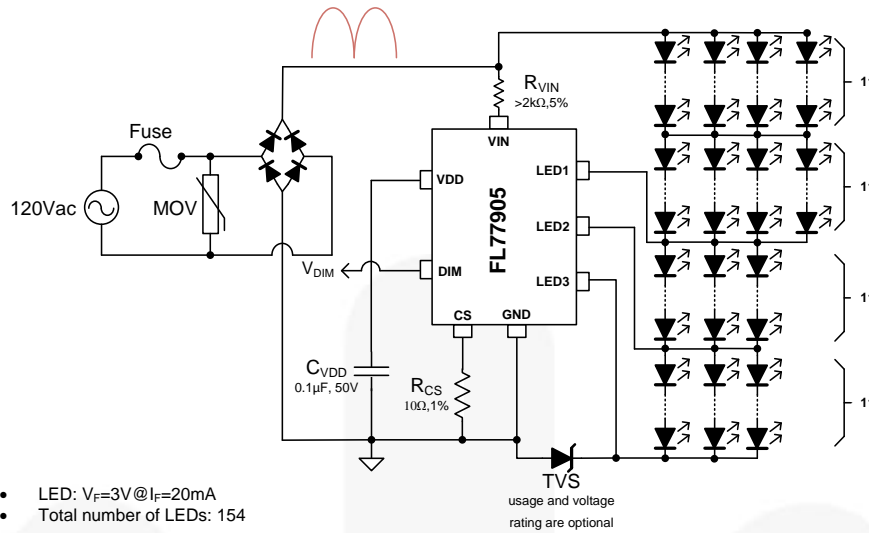 R_VIN
>2kΩ,5%
Fuse
VIN
VDD
LED1
120Vac
MOV
FL77905
LED2
V_DIM
DIM
LED3
CS
GND
C_VDD
0.1µF, 50V
R_CS
10Ω,1%
TVS
usage and voltage
rating are optional
• LED: V_F=3V@I_F=20mA
• Total number of LEDs: 154